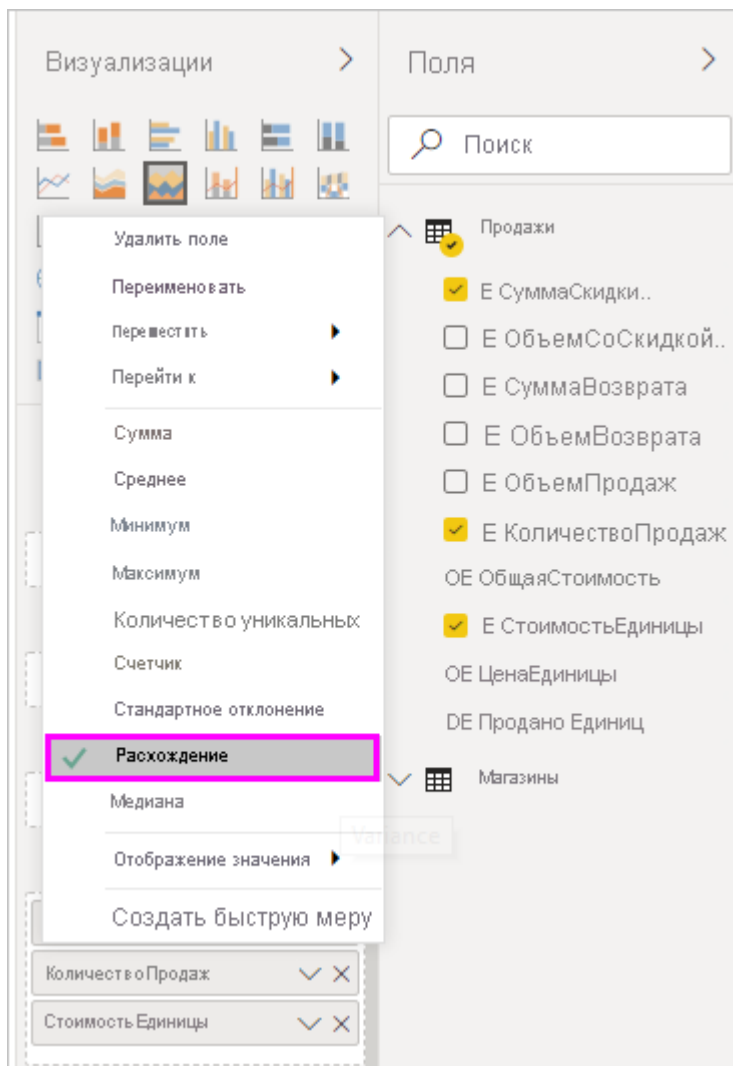 Визуализации
Поля
Поиск
Продажи
Е СуммаСкидки..
Е ОбъемСоСкидкой..
Е СуммаВозврата
Е ОбъемВозврата
Е ОбъемПродаж
Е КоличествоПродаж
ОЕ ОбщаяСтоимость
Е СтоимостьЕдиницы
ОЕ ЦенаЕдиницы
DE Продано Единиц
Магазины
Удалить поле
Переименовать
Переместить
Перейти к
Сумма
Среднее
Минимум
Максимум
Количество уникальных
Счетчик
Стандартное отклонение
Расхождение
Медиана
Variance
Отображение значения
Создать быструю меру
КоличествоПродаж
Стоимость Единицы